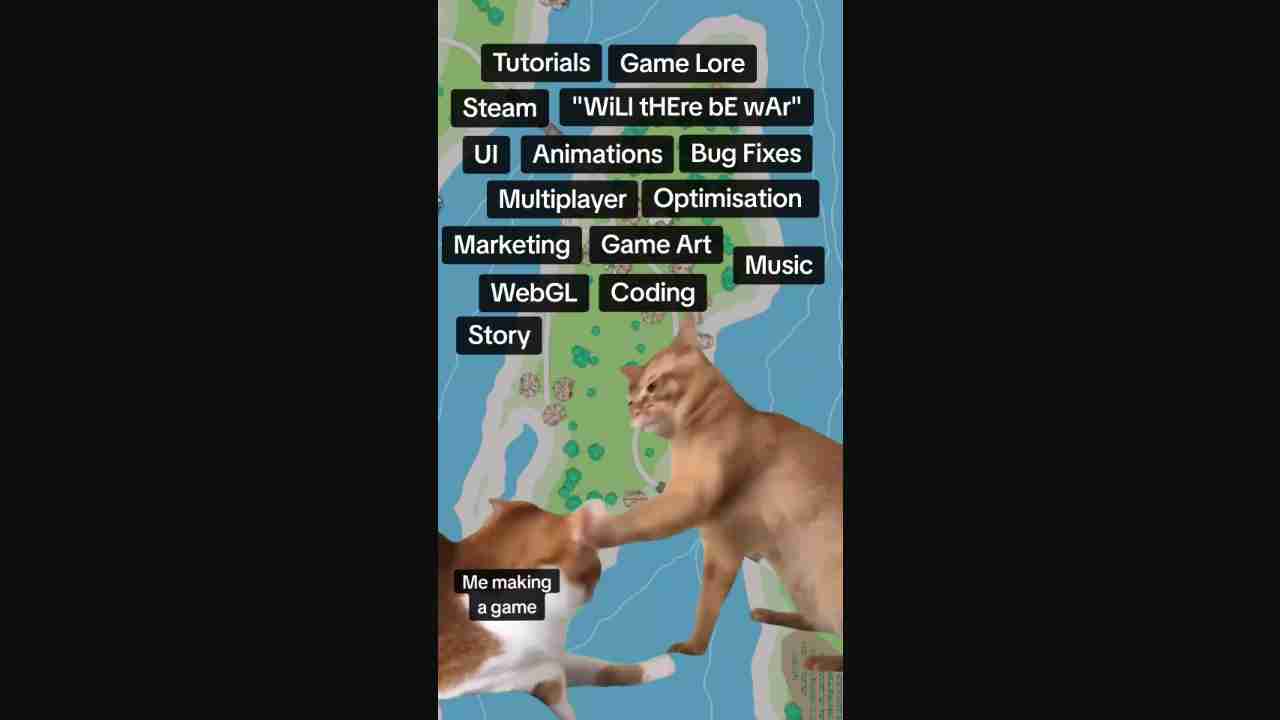 Tutorials
Game Lore
Steam
"WiLl tHEre bE wAr"
UI
Animations
Bug Fixes
Multiplayer
Optimisation
Marketing
Game Art
Music
WebGL
Coding
Story
Me making
a game